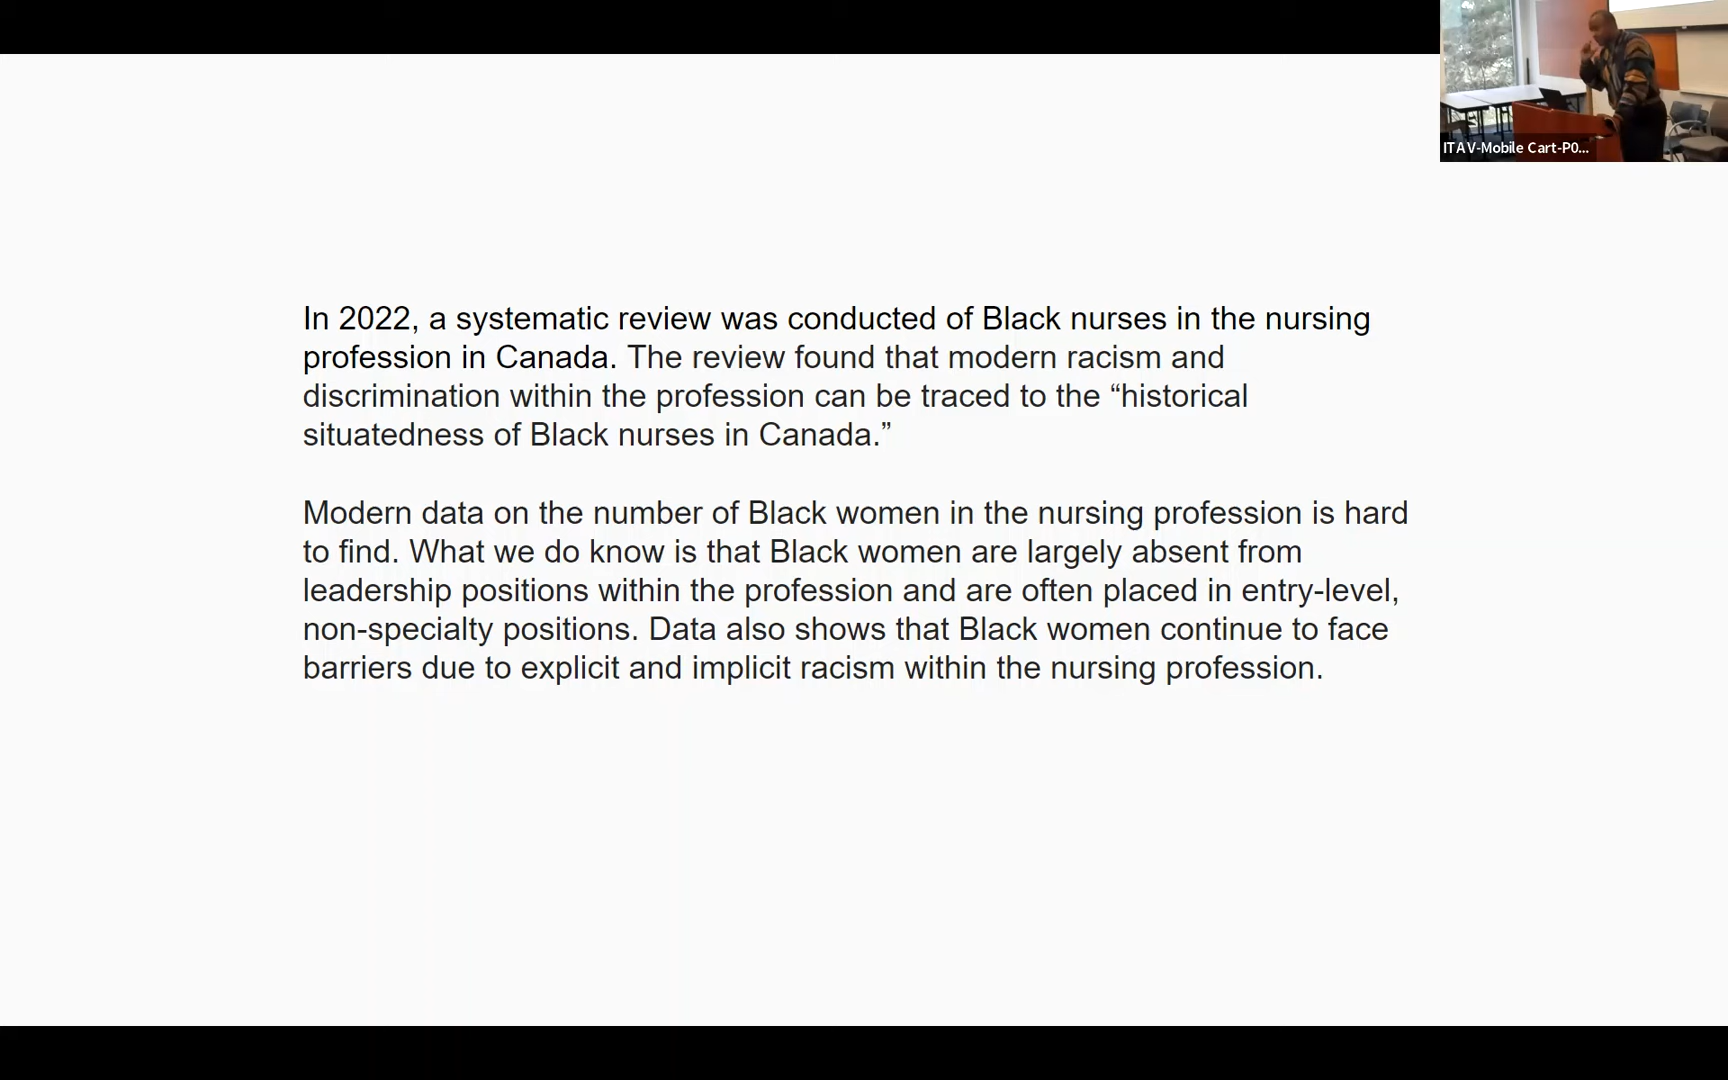 In 2022, a systematic review was conducted of Black nurses in the nursing
profession in Canada. The review found that modern racism and
discrimination within the profession can be traced to the “historical
situatedness of Black nurses in Canada.”
Modern data on the number of Black women in the nursing profession is hard
to find. What we do know is that Black women are largely absent from
leadership positions within the profession and are often placed in entry-level,
non-specialty positions. Data also shows that Black women continue to face
barriers due to explicit and implicit racism within the nursing profession.
ITAV-Mobile Cart-P0...